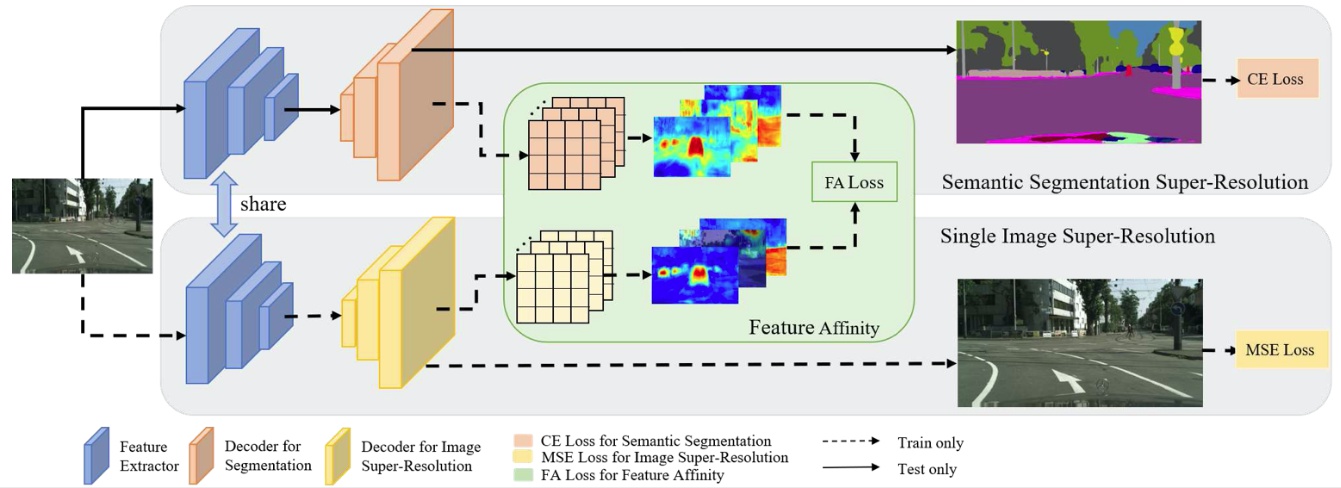 CE Loss
Semantic Segmentation Super-Resolution
share
FA Loss
Feature Affinity
Single Image Super-Resolution
MSE Loss
Feature
Extractor
Decoder for
Segmentation
Decoder for Image
Super-Resolution
CE Loss for Semantic Segmentation
MSE Loss for Image Super-Resolution
FA Loss for Feature Affinity
Train only
Test only